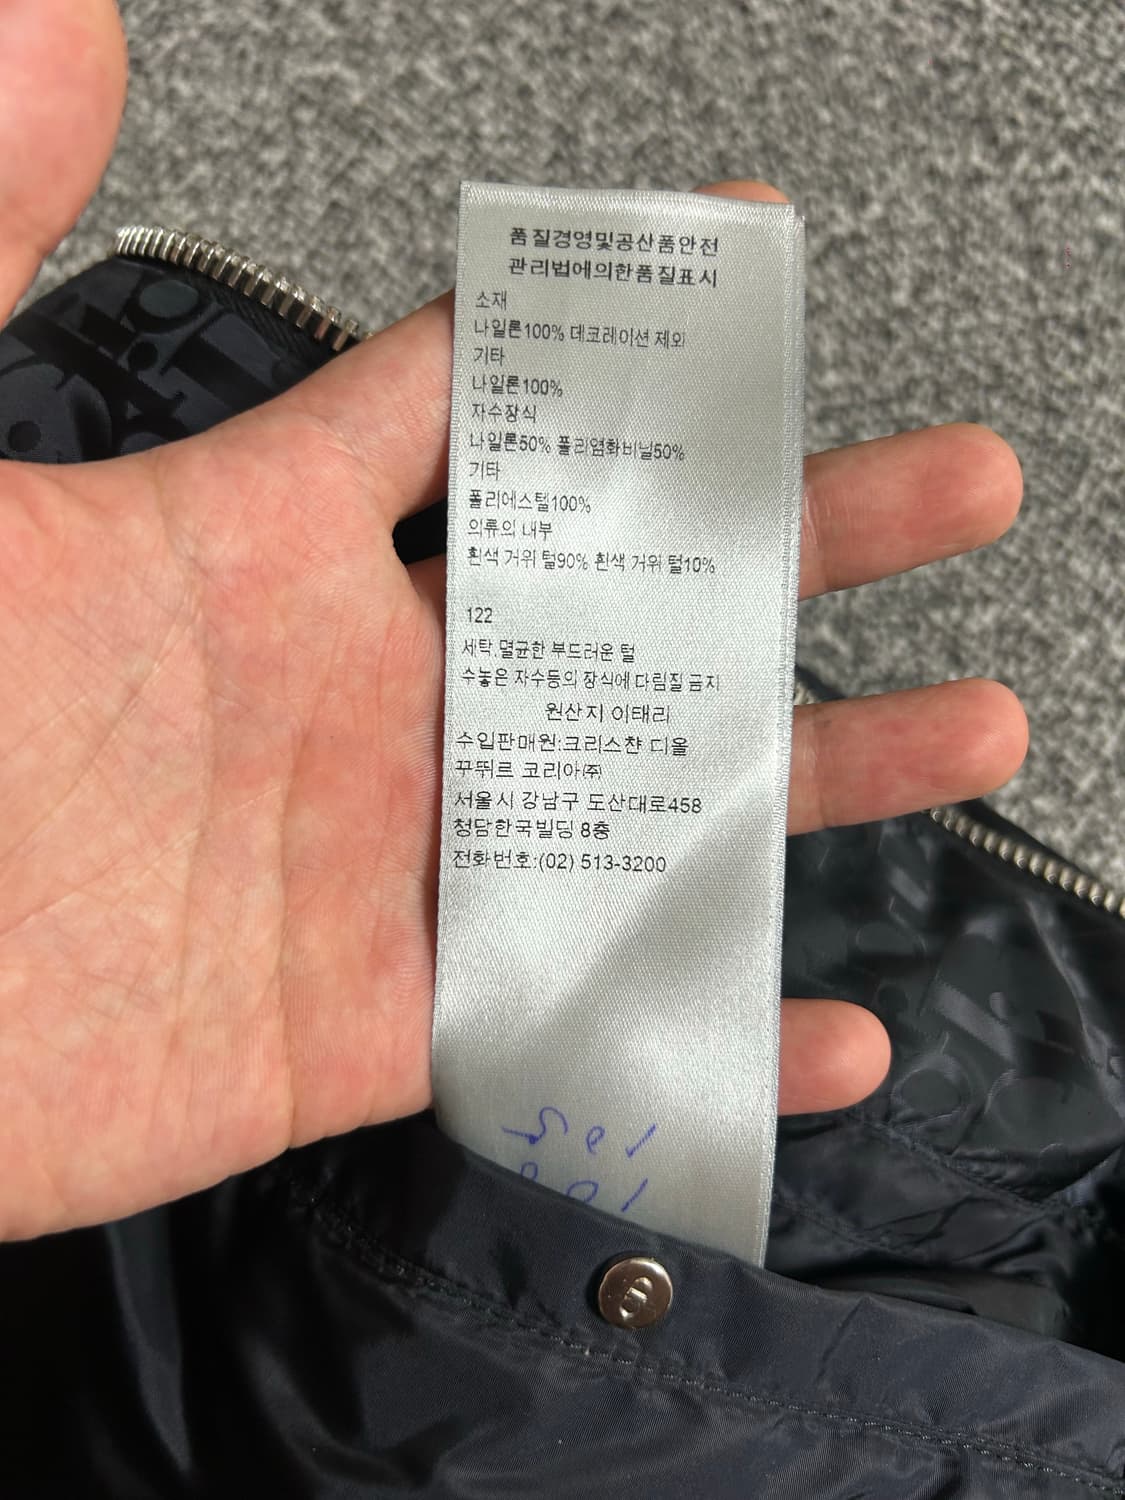 품질경영및공산품안전
관리법에의한품질표시
소재
나일론100% 데코레이션 제외
기타
나일론100%
자수장식
나일론50% 폴리염화비닐50%
기타
폴리에스텔100%
의류의 내부
흰색 거위 털90% 흰색 거위 털10%
122
세탁.멸균한 부드러운 털
수놓은 자수등의 장식에 다림질 금지
원산지 이태리
수입판매원:크리스챤 디올
꾸뛰르 코리아㈜
서울시 강남구 도산대로458
청담한국빌딩 8층
전화번호:(02) 513-3200